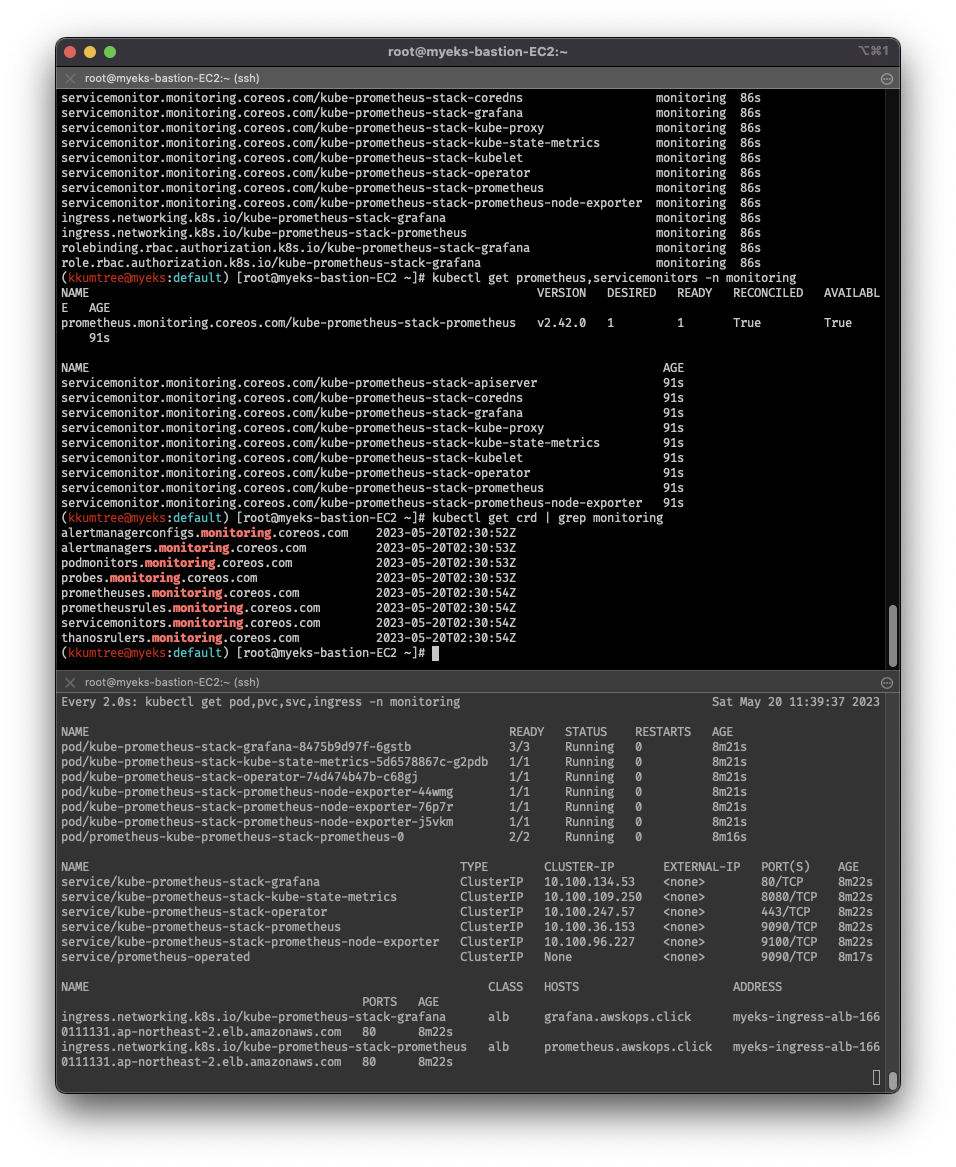 root@myeks-bastion-EC2:~
⌥⌘1
root@myeks-bastion-EC2:~ (ssh)
servicemonitor.monitoring.coreos.com/kube-prometheus-stack-coredns monitoring 86s
servicemonitor.monitoring.coreos.com/kube-prometheus-stack-grafana monitoring 86s
servicemonitor.monitoring.coreos.com/kube-prometheus-stack-kube-proxy monitoring 86s
servicemonitor.monitoring.coreos.com/kube-prometheus-stack-kube-state-metrics monitoring 86s
servicemonitor.monitoring.coreos.com/kube-prometheus-stack-kubelet monitoring 86s
servicemonitor.monitoring.coreos.com/kube-prometheus-stack-operator monitoring 86s
servicemonitor.monitoring.coreos.com/kube-prometheus-stack-prometheus monitoring 86s
servicemonitor.monitoring.coreos.com/kube-prometheus-stack-prometheus-node-exporter monitoring 86s
ingress.networking.k8s.io/kube-prometheus-stack-grafana monitoring 86s
ingress.networking.k8s.io/kube-prometheus-stack-prometheus monitoring 86s
rolebinding.rbac.authorization.k8s.io/kube-prometheus-stack-grafana monitoring 86s
role.rbac.authorization.k8s.io/kube-prometheus-stack-grafana monitoring 86s
(kkumtree@myeks:default) [root@myeks-bastion-EC2 ~]# kubectl get prometheus,servicemonitors -n monitoring
NAME VERSION DESIRED READY RECONCILED AVAILABL
E AGE
prometheus.monitoring.coreos.com/kube-prometheus-stack-prometheus v2.42.0 1 1 True True
91s
NAME AGE
servicemonitor.monitoring.coreos.com/kube-prometheus-stack-apiserver 91s
servicemonitor.monitoring.coreos.com/kube-prometheus-stack-coredns 91s
servicemonitor.monitoring.coreos.com/kube-prometheus-stack-grafana 91s
servicemonitor.monitoring.coreos.com/kube-prometheus-stack-kube-proxy 91s
servicemonitor.monitoring.coreos.com/kube-prometheus-stack-kube-state-metrics 91s
servicemonitor.monitoring.coreos.com/kube-prometheus-stack-kubelet 91s
servicemonitor.monitoring.coreos.com/kube-prometheus-stack-operator 91s
servicemonitor.monitoring.coreos.com/kube-prometheus-stack-prometheus 91s
servicemonitor.monitoring.coreos.com/kube-prometheus-stack-prometheus-node-exporter 91s
(kkumtree@myeks:default) [root@myeks-bastion-EC2 ~]# kubectl get crd | grep monitoring
alertmanagerconfigs.monitoring.coreos.com 2023-05-20T02:30:52Z
alertmanagers.monitoring.coreos.com 2023-05-20T02:30:53Z
podmonitors.monitoring.coreos.com 2023-05-20T02:30:53Z
probes.monitoring.coreos.com 2023-05-20T02:30:53Z
prometheuses.monitoring.coreos.com 2023-05-20T02:30:54Z
prometheusrules.monitoring.coreos.com 2023-05-20T02:30:54Z
servicemonitors.monitoring.coreos.com 2023-05-20T02:30:54Z
thanosrulers.monitoring.coreos.com 2023-05-20T02:30:54Z
(kkumtree@myeks:default) [root@myeks-bastion-EC2 ~]#
root@myeks-bastion-EC2:~ (ssh)
Every 2.0s: kubectl get pod,pvc,svc,ingress -n monitoring Sat May 20 11:39:37 2023
NAME READY STATUS RESTARTS AGE
pod/kube-prometheus-stack-grafana-8475b9d97f-6gstb 3/3 Running 0 8m21s
pod/kube-prometheus-stack-kube-state-metrics-5d6578867c-g2pdb 1/1 Running 0 8m21s
pod/kube-prometheus-stack-operator-74d474b47b-c68gj 1/1 Running 0 8m21s
pod/kube-prometheus-stack-prometheus-node-exporter-44wmg 1/1 Running 0 8m21s
pod/kube-prometheus-stack-prometheus-node-exporter-76p7r 1/1 Running 0 8m21s
pod/kube-prometheus-stack-prometheus-node-exporter-j5vkm 1/1 Running 0 8m21s
pod/prometheus-kube-prometheus-stack-prometheus-0 2/2 Running 0 8m16s
NAME TYPE CLUSTER-IP EXTERNAL-IP PORT(S) AGE
service/kube-prometheus-stack-grafana ClusterIP 10.100.134.53 <none> 80/TCP 8m22s
service/kube-prometheus-stack-kube-state-metrics ClusterIP 10.100.109.250 <none> 8080/TCP 8m22s
service/kube-prometheus-stack-operator ClusterIP 10.100.247.57 <none> 443/TCP 8m22s
service/kube-prometheus-stack-prometheus ClusterIP 10.100.36.153 <none> 9090/TCP 8m22s
service/kube-prometheus-stack-prometheus-node-exporter ClusterIP 10.100.96.227 <none> 9100/TCP 8m22s
service/prometheus-operated ClusterIP None <none> 9090/TCP 8m17s
NAME CLASS HOSTS ADDRESS
PORTS AGE
ingress.networking.k8s.io/kube-prometheus-stack-grafana alb grafana.awskops.click myeks-ingress-alb-166
0111131.ap-northeast-2.elb.amazonaws.com 80 8m22s
ingress.networking.k8s.io/kube-prometheus-stack-prometheus alb prometheus.awskops.click myeks-ingress-alb-166
0111131.ap-northeast-2.elb.amazonaws.com 80 8m22s